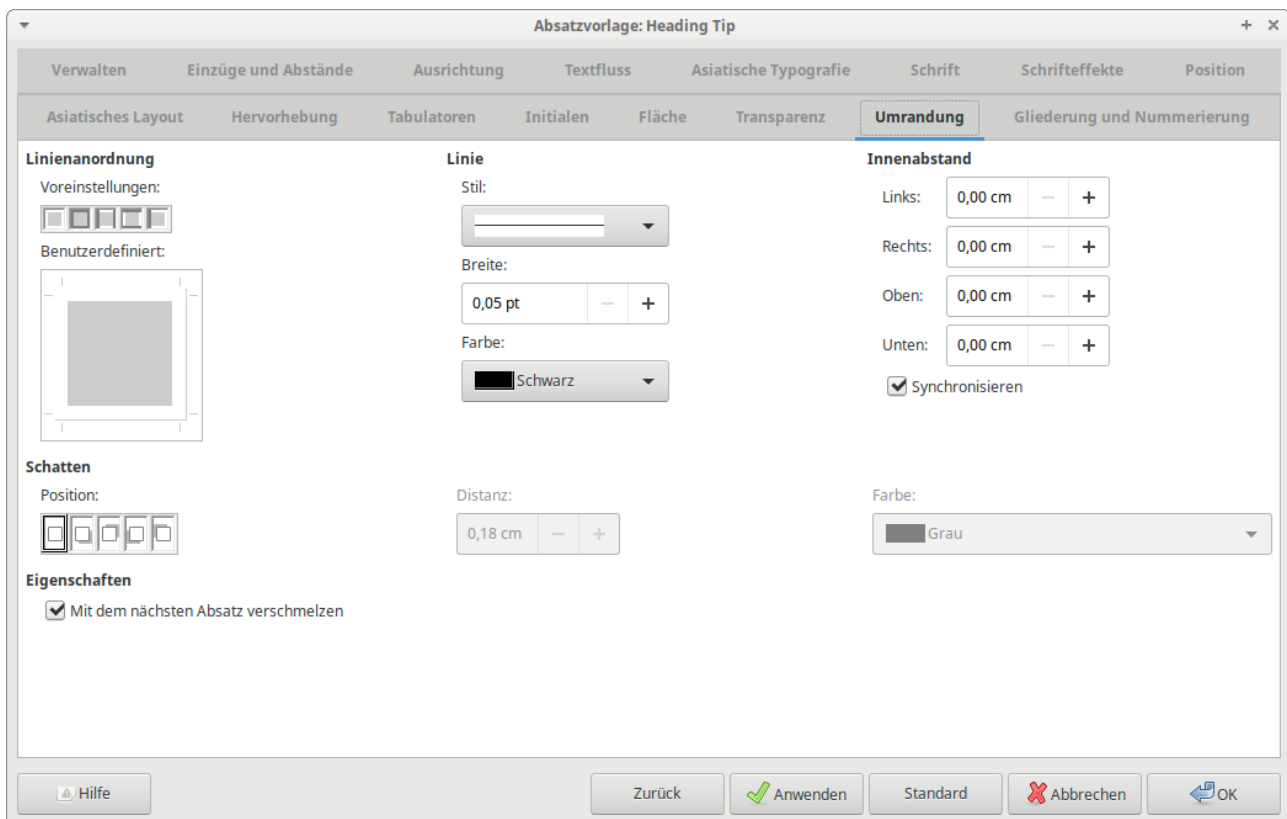 Absatzvorlage: Heading Tip
Verwalten Einzüge und Abstände Ausrichtung Textfluss Asiatische Typografie Schrift Schrifteffekte Position
Asiatisches Layout Hervorhebung Tabulatoren Initialen Fläche Transparenz Umrandung Gliederung und Nummerierung
Linienanordnung Linie Innenabstand
Voreinstellungen: Stil: Links: 0,00 cm
Benutzerdefiniert: Breite: Rechts: 0,00 cm
0,05 pt Oben: 0,00 cm
Farbe: Unten: 0,00 cm
Schwarz Synchronisieren
Schatten
Position: Distanz: Farbe:
0,18 cm Grau
Eigenschaften
Mit dem nächsten Absatz verschmelzen
Hilfe Zurück Anwenden Standard Abbrechen OK